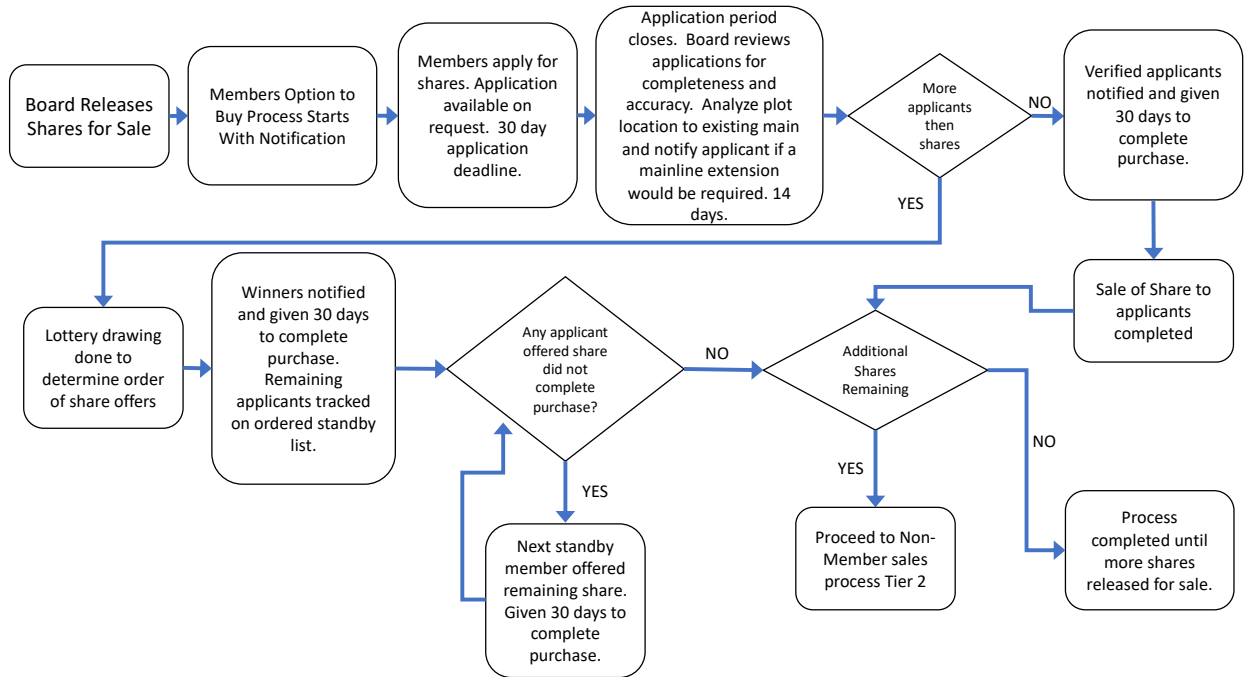 Board Releases
Shares for Sale
Members Option to
Buy Process Starts
With Notification
Members apply for
shares. Application
available on
request.  30 day
application
deadline.
Application period
closes.  Board reviews
applications for
completeness and
accuracy.  Analyze plot
location to existing main
and notify applicant if a
mainline extension
would be required. 14
days.
More
applicants
then
shares
NO
YES
Verified applicants
notified and given
30 days to
complete
purchase.
Sale of Share to
applicants
completed
Lottery drawing
done to
determine order
of share offers
Winners notified
and given 30 days
to complete
purchase.
Remaining
applicants tracked
on ordered standby
list.
Any applicant
offered share
did not
complete
purchase?
NO
YES
Next standby
member offered
remaining share.
Given 30 days to
complete
purchase.
Additional
Shares
Remaining
YES
NO
Proceed to Non-
Member sales
process Tier 2
Process
completed until
more shares
released for sale.